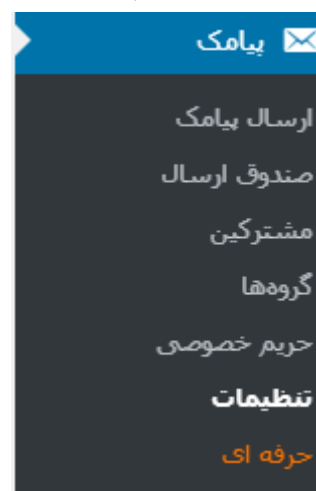 پیامک
ارسال پیامک
صندوق ارسال
مشترکین
گروه‌ها
حریم خصوصی
تنظیمات
حرفه ای